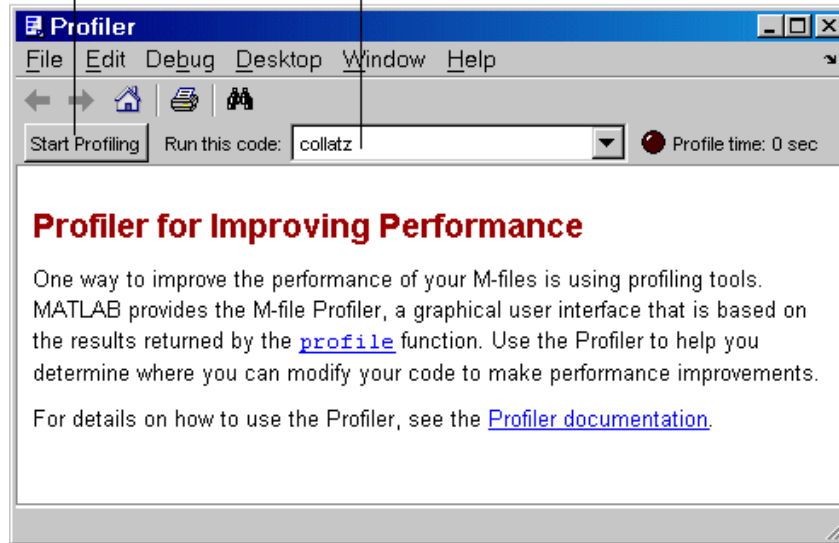 Profiler
File Edit Debug Desktop Window Help
Start Profiling Run this code: collatz Profile time: 0 sec
Profiler for Improving Performance
One way to improve the performance of your M-files is using profiling tools.
MATLAB provides the M-file Profiler, a graphical user interface that is based on
the results returned by the profile function. Use the Profiler to help you
determine where you can modify your code to make performance improvements.
For details on how to use the Profiler, see the Profiler documentation.